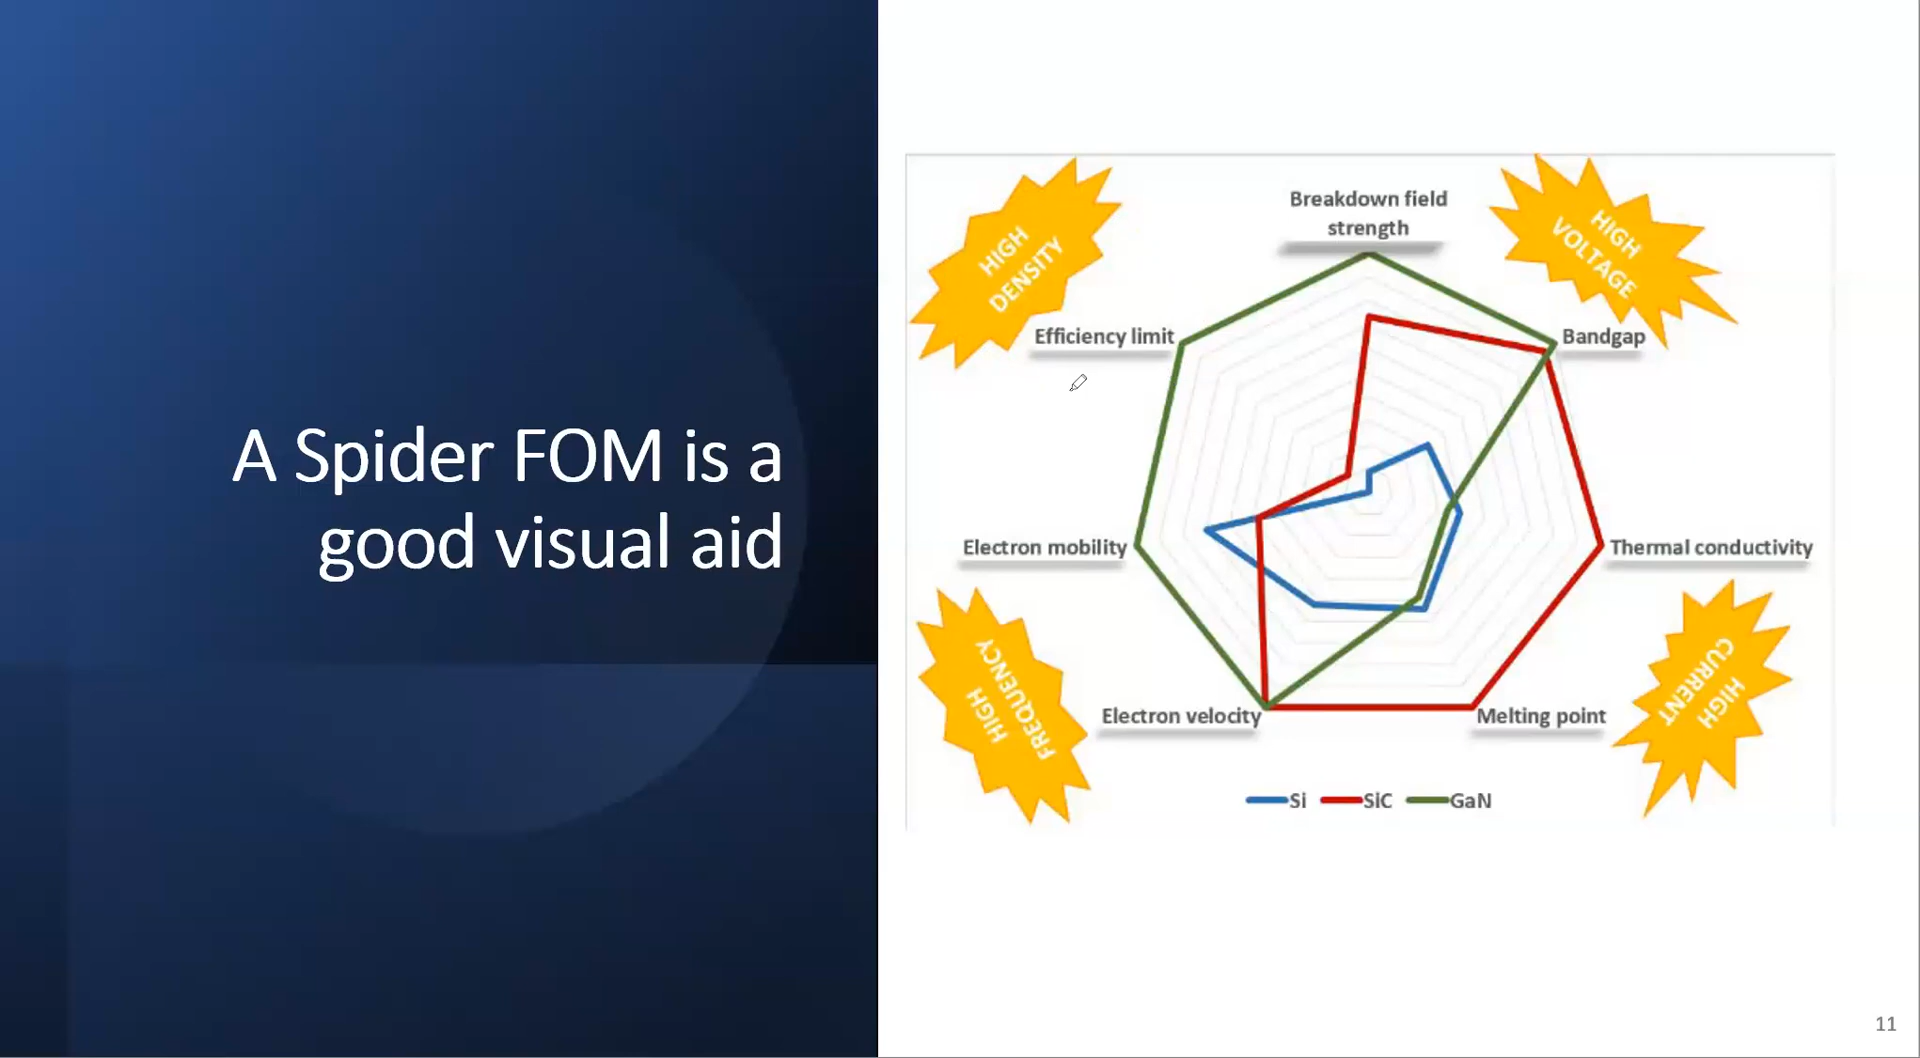 A Spider FOM is a
good visual aid
HIGH
DENSITY
Breakdown field
strength
HIGH
VOLTAGE
Efficiency limit
Bandgap
Electron mobility
Thermal conductivity
HIGH
FREQUENCY
Electron velocity
Melting point
HIGH
CURRENT
Si
SiC
GaN
11